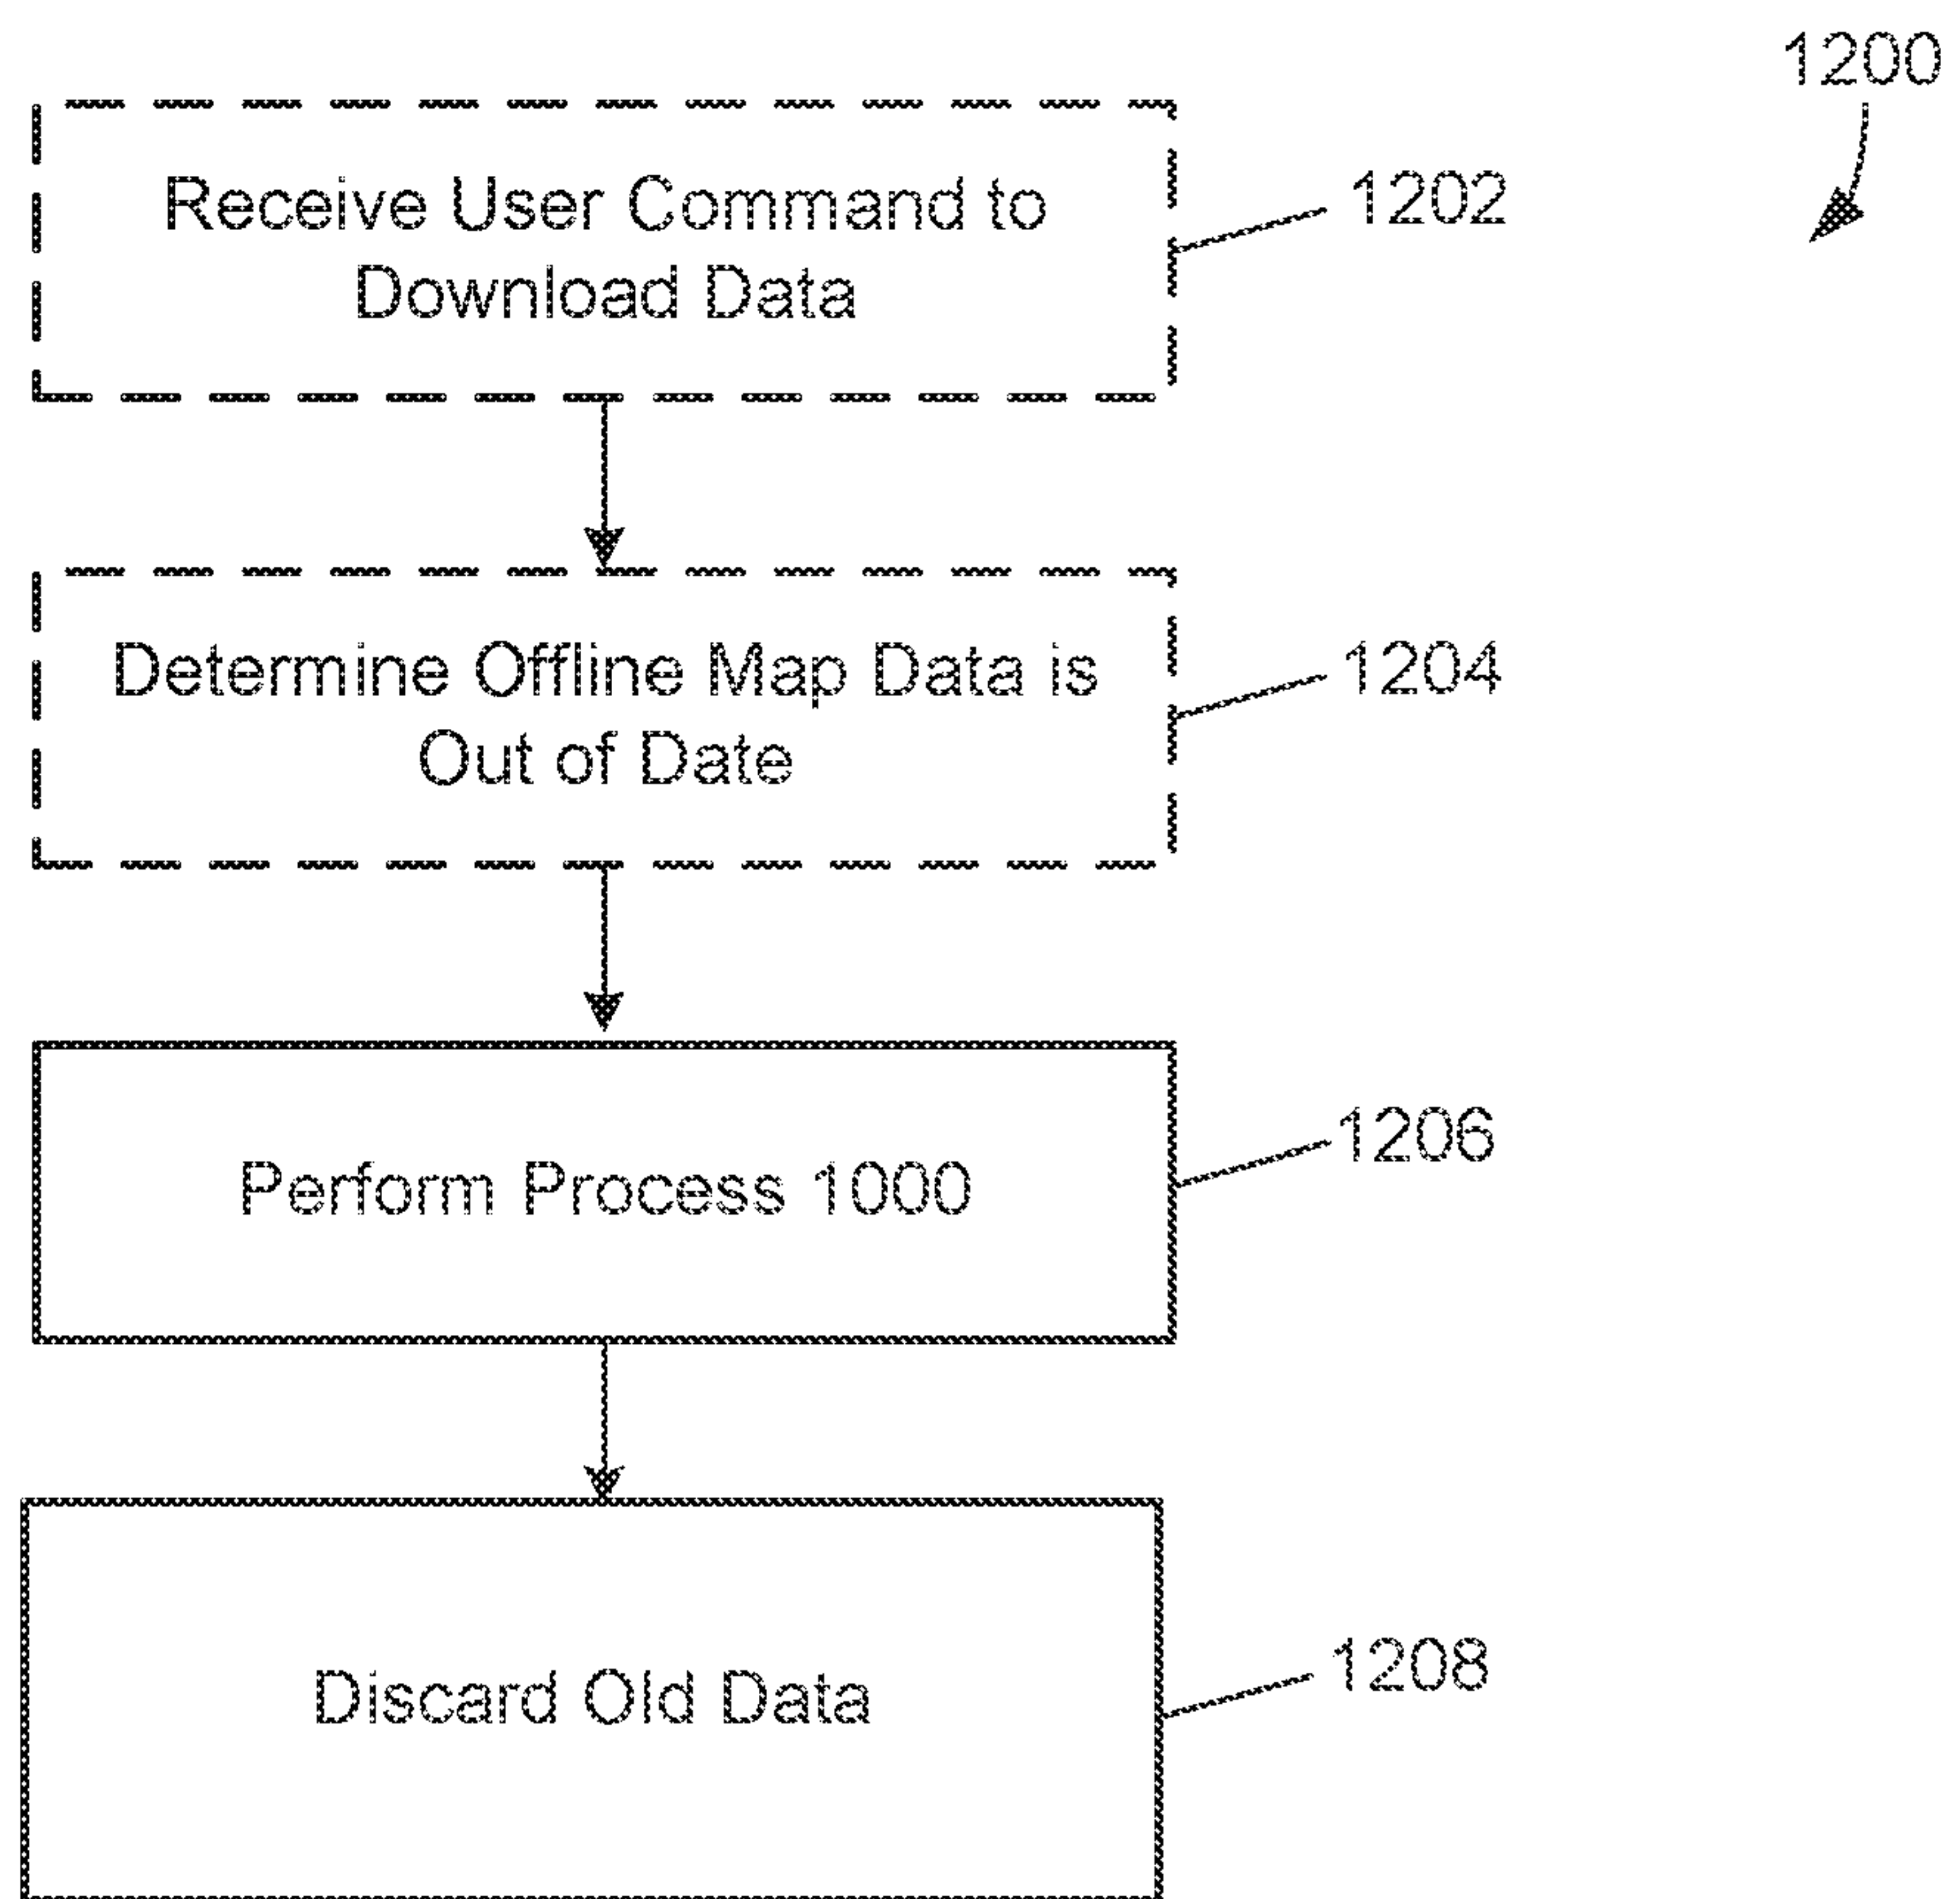 1200
Receive User Command to
Download Data
1202
Determine Offline Map Data is
Out of Date
1204
Perform Process 1000
1206
Discard Old Data
1208